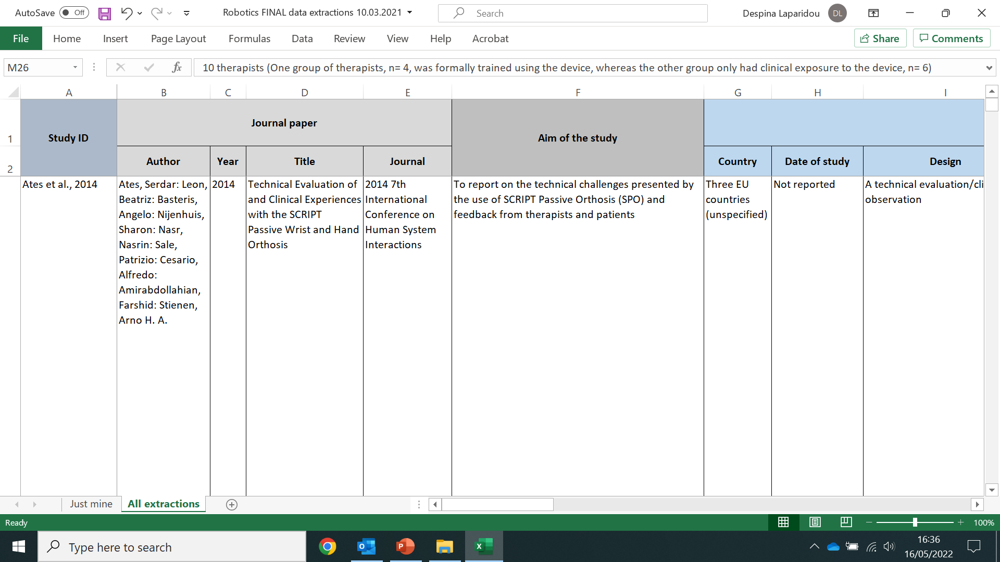 AutoSave Off Robotics FINAL data extractions 10.03.2021 Search Despina Laparidou DL
File Home Insert Page Layout Formulas Data Review View Help Acrobat Share Comments
M26 fx 10 therapists (One group of therapists, n= 4, was formally trained using the device, whereas the other group only had clinical exposure to the device, n= 6)
A B C D E F G H I
1 Study ID Journal paper Aim of the study
2 Author Year Title Journal Country Date of study Design
Ates et al., 2014
Ates, Serdar: Leon,
Beatriz: Basteris,
Angelo: Nijenhuis,
Sharon: Nasr,
Nasrin: Sale,
Patrizio: Cesario,
Alfredo:
Amirabdollahian,
Farshid: Stienen,
Arno H. A.
2014
Technical Evaluation of
and Clinical Experiences
with the SCRIPT
Passive Wrist and Hand
Orthosis
2014 7th
International
Conference on
Human System
Interactions
To report on the technical challenges presented by
the use of SCRIPT Passive Orthosis (SPO) and
feedback from therapists and patients
Three EU
countries
(unspecified)
Not reported
A technical evaluation/cli
observation
Just mine All extractions
Ready 100%
Type here to search 16:36
16/05/2022